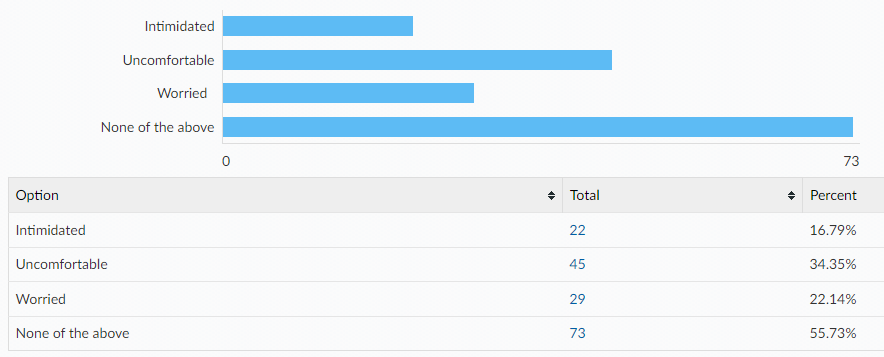 Intimidated
Uncomfortable
Worried
None of the above
0 73
Option Total Percent
Intimidated 22 16.79%
Uncomfortable 45 34.35%
Worried 29 22.14%
None of the above 73 55.73%